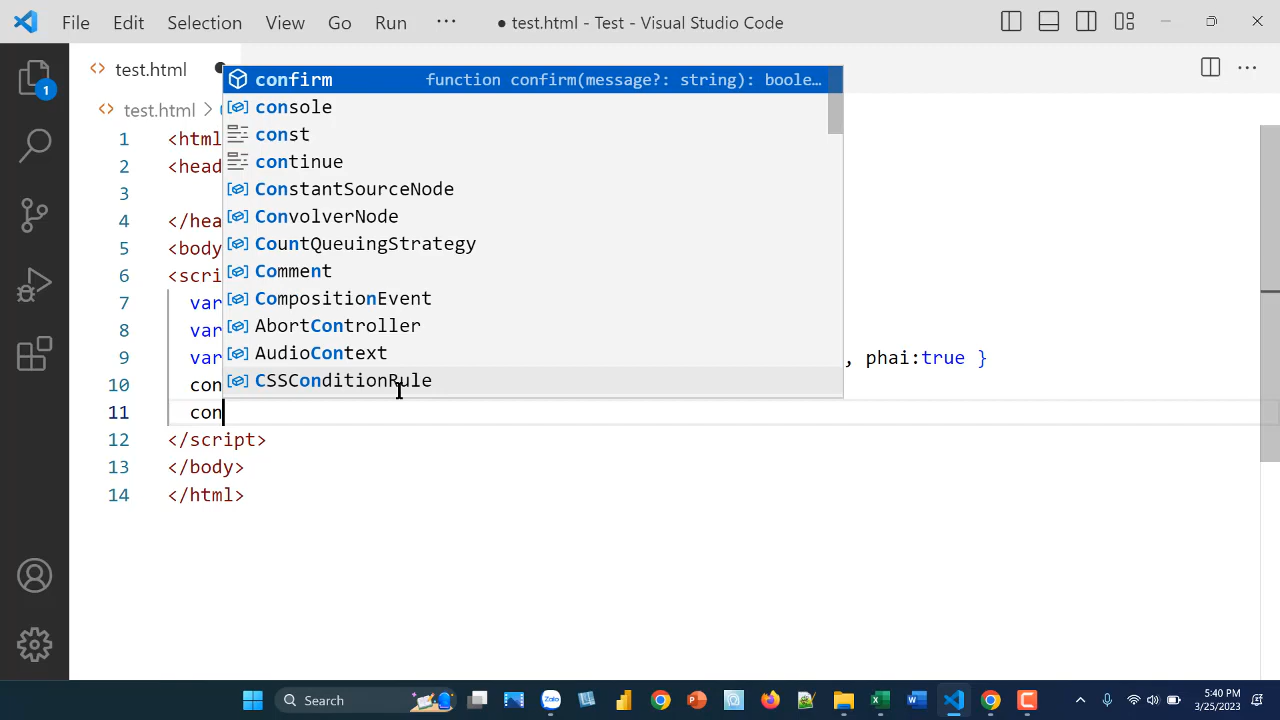 File Edit Selection View Go Run ··· ● test.html - Test - Visual Studio Code
test.html
test.html >
1 <html
2 <head
3
4 </hea
5 <body
6 <scri
7 var
8 var
9 var , phai:true }
10 con
11 con
12 </script>
13 </body>
14 </html>
confirm function confirm(message?: string): boole…
console
const
continue
ConstantSourceNode
ConvolverNode
CountQueuingStrategy
Comment
CompositionEvent
AbortController
AudioContext
CSSConditionRule
1
Search
Zalo
5:40 PM
3/25/2023